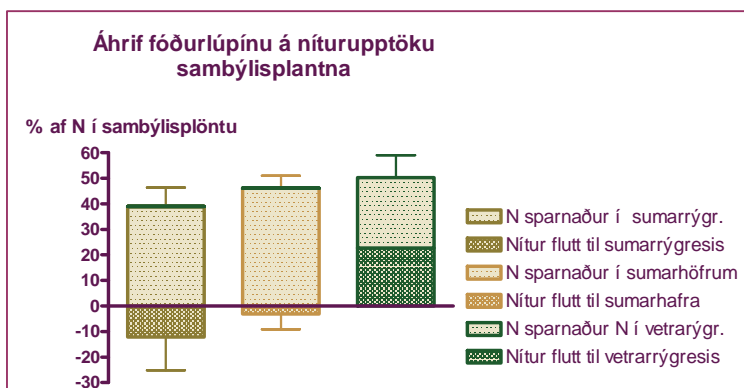 Áhrif fóðurlúpínu á níturupptöku
sambýlisplantna
% af N í sambýlisplöntu
60
50
40
30
20
10
0
-10
-20
-30
N sparnaður í sumarrýgr.
Nítur flutt til sumarrýgresis
N sparnaður í sumarhöfrum
Nítur flutt til sumarhafra
N sparnaður N í vetrarýgr.
Nítur flutt til vetrarrýgresis